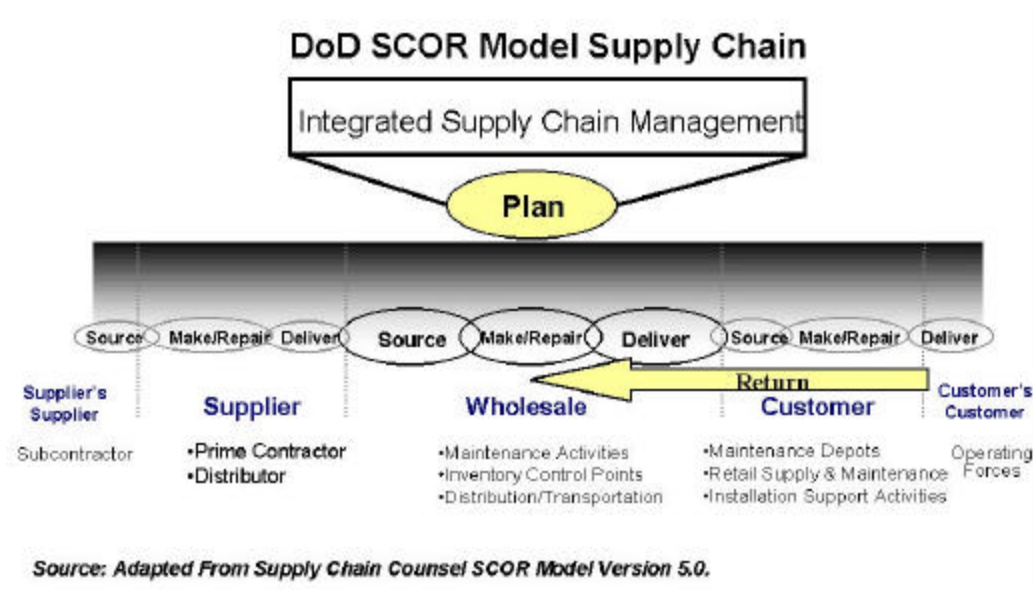 DoD SCOR Model Supply Chain
Integrated Supply Chain Management
Plan
Source Make/Repair Deliver Source Make/Repair Deliver Source Make/Repair Deliver
Return
Supplier's
Supplier
Subcontractor
Supplier
•Prime Contractor
•Distributor
Wholesale
•Maintenance Activities
•Inventory Control Points
•Distribution/Transportation
Customer
•Maintenance Depots
•Retail Supply & Maintenance
•Installation Support Activities
Customer's
Customer
Operating
Forces
Source: Adapted From Supply Chain Counsel SCOR Model Version 5.0.